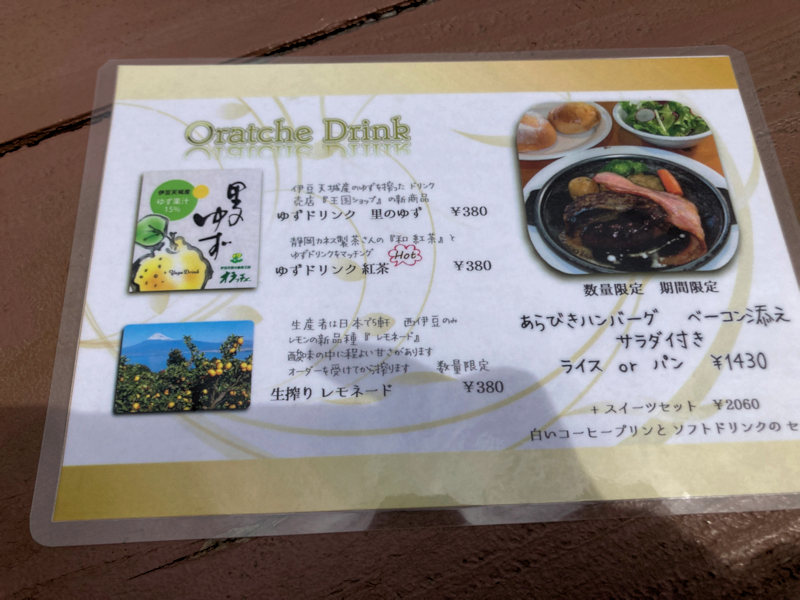 Oratche Drink
伊豆天城産のゆずを搾った ドリンク
売店『王国ショップ』の新商品
ゆずドリンク 里のゆず ¥380
伊豆天城産
ゆず果汁
15%
里のゆず
Yuzu Drink
オラッチェ
静岡カネス製茶さんの『和 紅茶』と
ゆずドリンクをマッチング
Hot
ゆずドリンク 紅茶 ¥380
生産者は日本で5軒 西伊豆のみ
レモンの新品種『レモネード』
酸味の中に程よい甘さがあります
オーダーを受けてから搾ります 数量限定
生搾り レモネード ¥380
数量限定 期間限定
あらびきハンバーグ ベーコン添え
サラダ付き
ライス or パン ¥1430
+スイーツセット ¥2060
白いコーヒープリンとソフトドリンクの セ